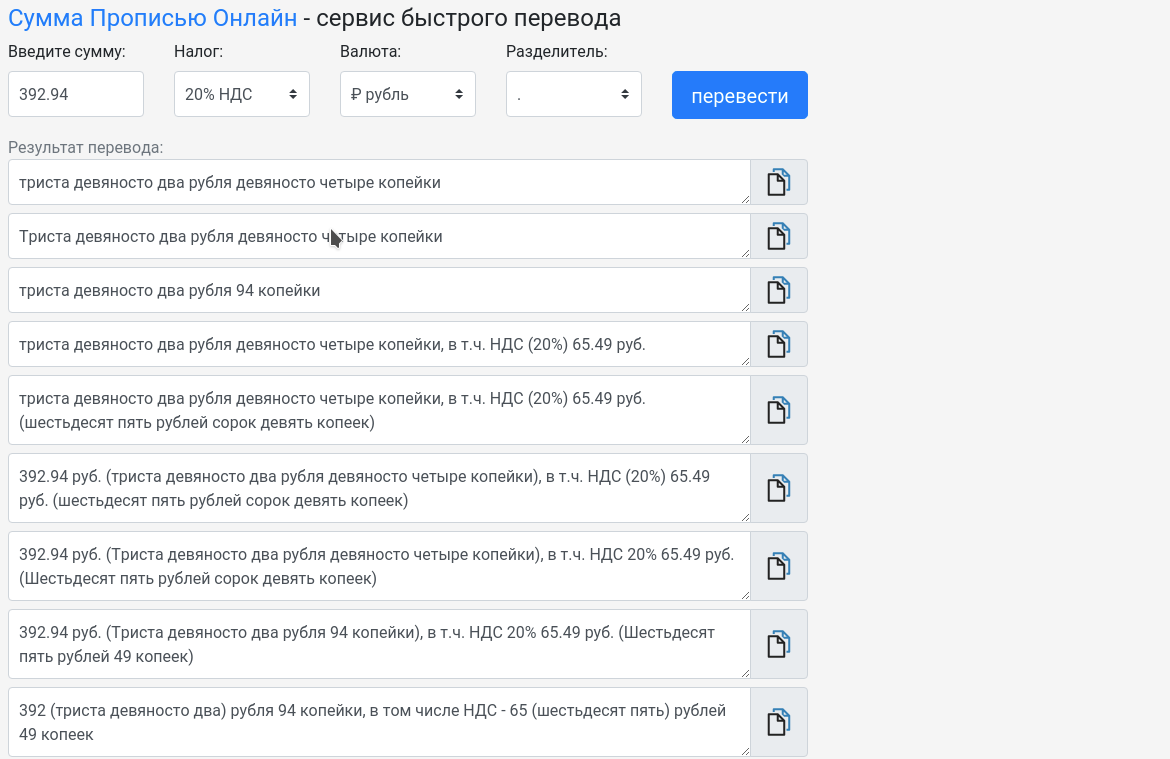 Сумма Прописью Онлайн - сервис быстрого перевода
Введите сумму: Налог: Валюта: Разделитель:
392.94 20% НДС ₽ рубль . перевести
Результат перевода:
триста девяносто два рубля девяносто четыре копейки
Триста девяносто два рубля девяносто четыре копейки
триста девяносто два рубля 94 копейки
триста девяносто два рубля девяносто четыре копейки, в т.ч. НДС (20%) 65.49 руб.
триста девяносто два рубля девяносто четыре копейки, в т.ч. НДС (20%) 65.49 руб.
(шестьдесят пять рублей сорок девять копеек)
392.94 руб. (триста девяносто два рубля девяносто четыре копейки), в т.ч. НДС (20%) 65.49
руб. (шестьдесят пять рублей сорок девять копеек)
392.94 руб. (Триста девяносто два рубля девяносто четыре копейки), в т.ч. НДС 20% 65.49 руб.
(Шестьдесят пять рублей сорок девять копеек)
392.94 руб. (Триста девяносто два рубля 94 копейки), в т.ч. НДС 20% 65.49 руб. (Шестьдесят
пять рублей 49 копеек)
392 (триста девяносто два) рубля 94 копейки, в том числе НДС - 65 (шестьдесят пять) рублей
49 копеек